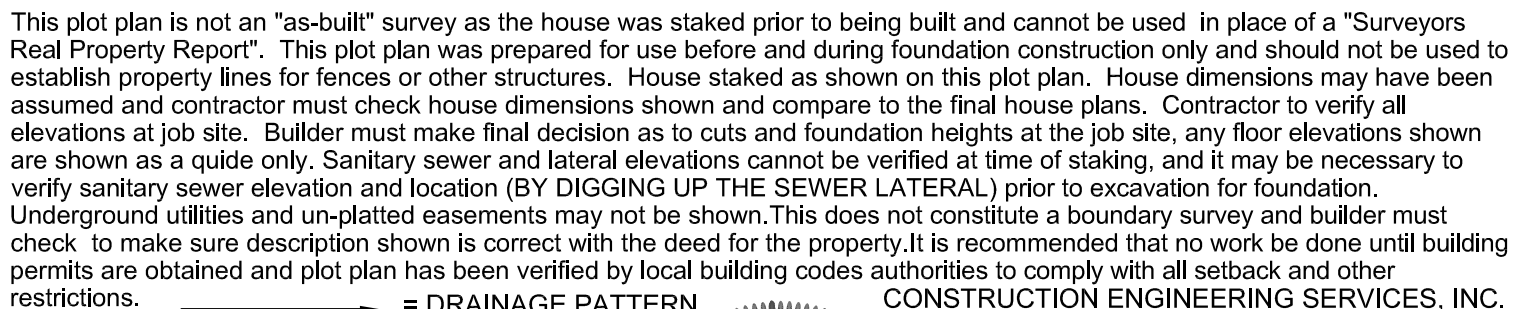 This plot plan is not an "as-built" survey as the house was staked prior to being built and cannot be used in place of a "Surveyors
Real Property Report". This plot plan was prepared for use before and during foundation construction only and should not be used to
establish property lines for fences or other structures. House staked as shown on this plot plan. House dimensions may have been
assumed and contractor must check house dimensions shown and compare to the final house plans. Contractor to verify all
elevations at job site. Builder must make final decision as to cuts and foundation heights at the job site, any floor elevations shown
are shown as a quide only. Sanitary sewer and lateral elevations cannot be verified at time of staking, and it may be necessary to
verify sanitary sewer elevation and location (BY DIGGING UP THE SEWER LATERAL) prior to excavation for foundation.
Underground utilities and un-platted easements may not be shown.This does not constitute a boundary survey and builder must
check to make sure description shown is correct with the deed for the property.It is recommended that no work be done until building
permits are obtained and plot plan has been verified by local building codes authorities to comply with all setback and other
restrictions. = DRAINAGE PATTERN CONSTRUCTION ENGINEERING SERVICES, INC.